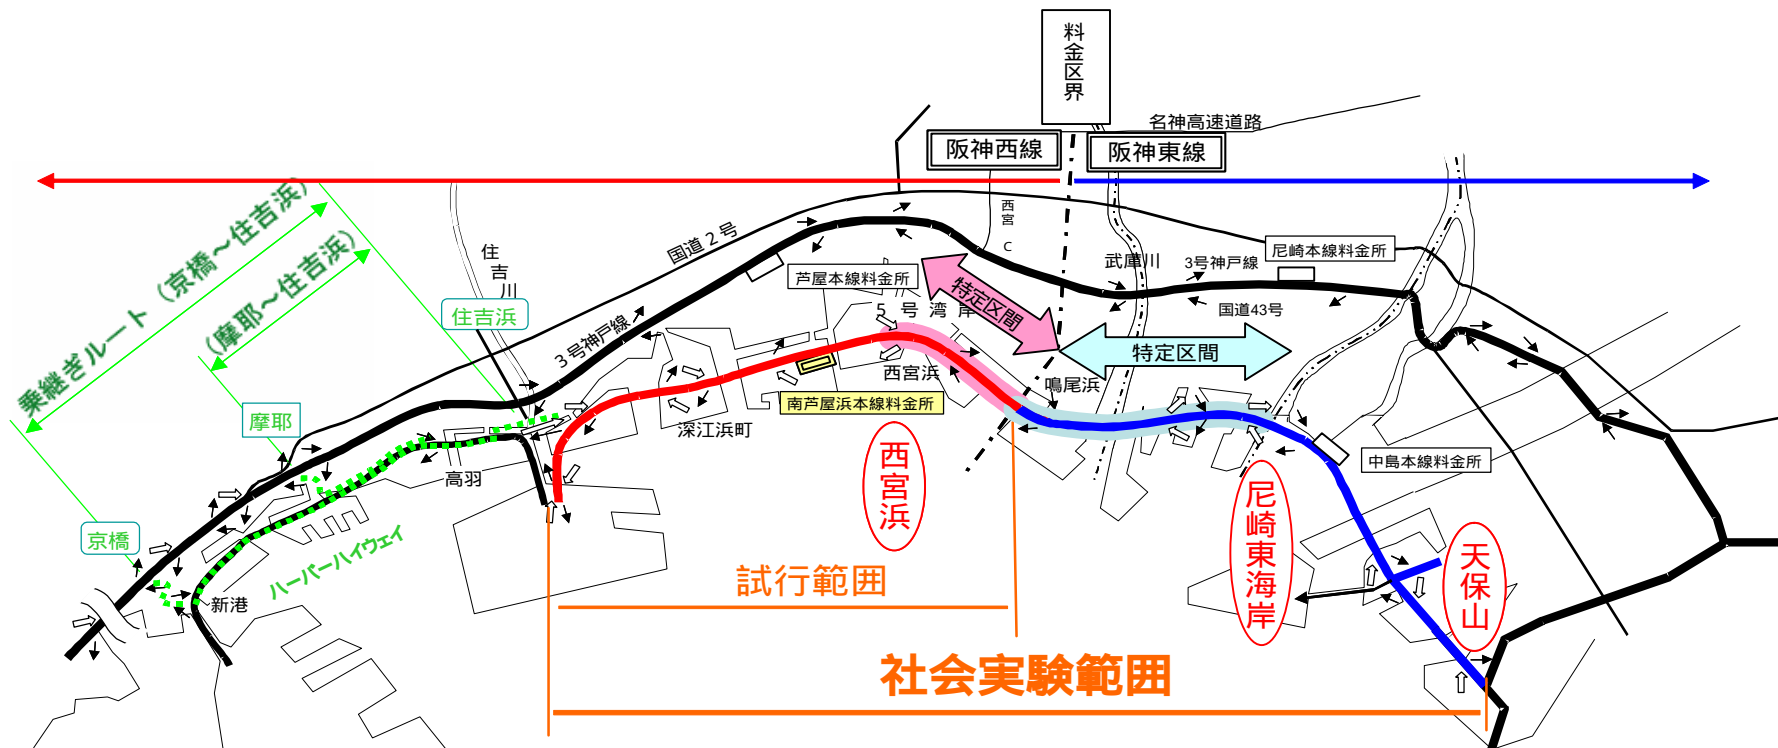 料金区界
名神高速道路
阪神西線
阪神東線
乗継ぎルート（京橋～住吉浜）
（摩耶～住吉浜）
西宮
C
国道2号
住吉川
武庫川
3号神戸線
尼崎本線料金所
芦屋本線料金所
特定区間
5号湾岸
国道43号
住吉浜
3号神戸線
特定区間
西宮浜
鳴尾浜
南芦屋浜本線料金所
摩耶
深江浜町
高羽
西宮浜
中島本線料金所
尼崎東海岸
天保山
京橋
ハーバーハイウェイ
新港
試行範囲
社会実験範囲